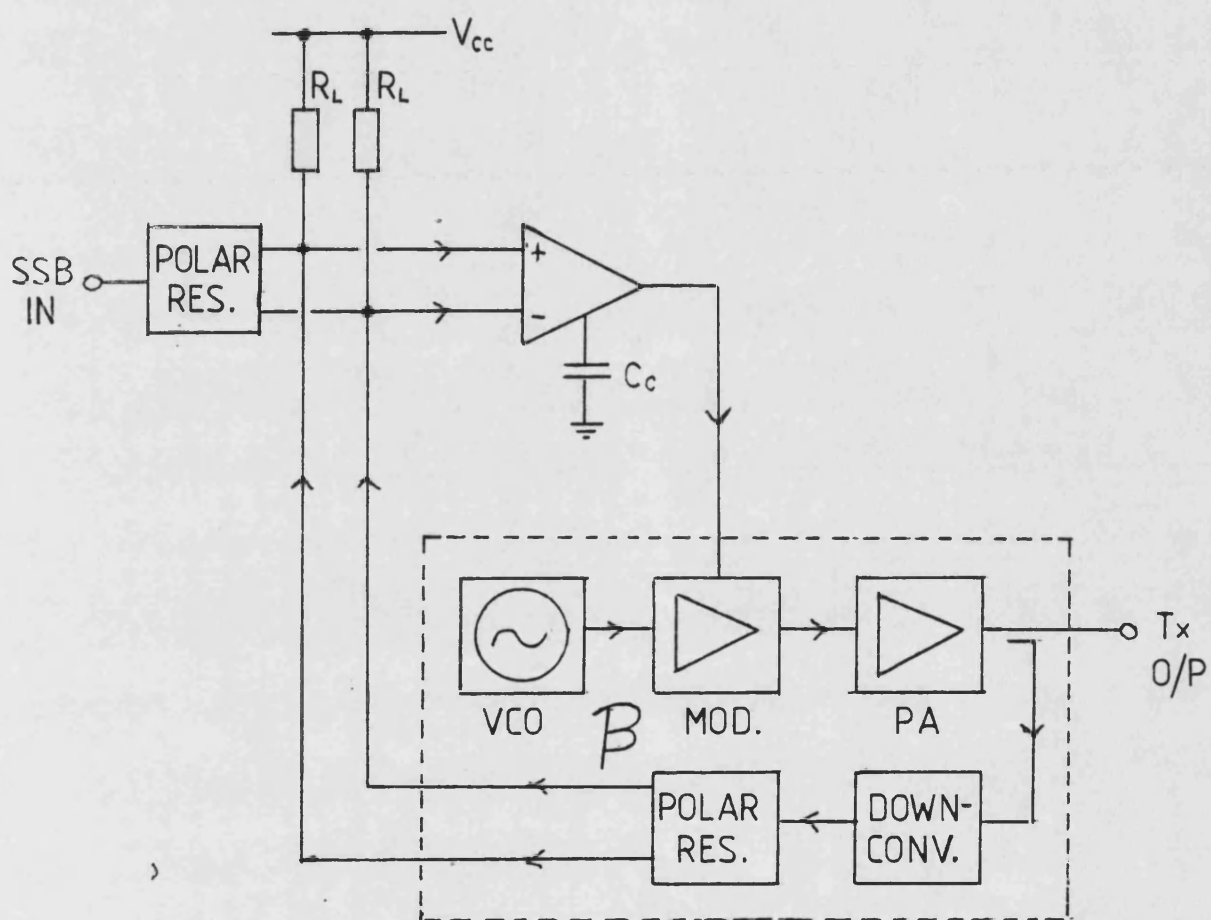 Vcc
RL RL
SSB
IN
POLAR
RES.
+
-
Cc
VCO
β
MOD.
PA
Tx
O/P
POLAR
RES.
DOWN-
CONV.